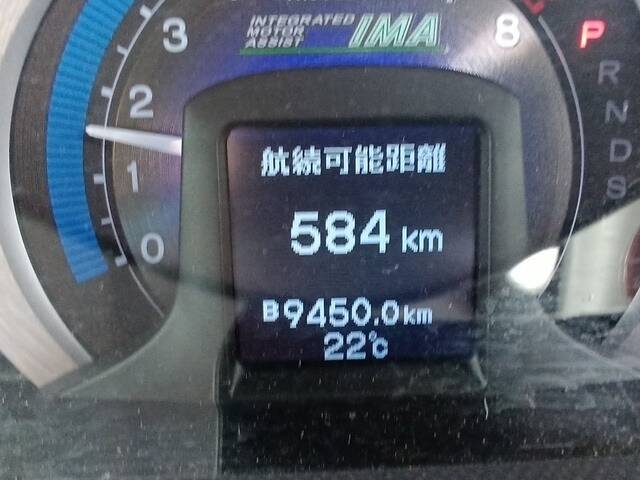 INTEGRATED
MOTOR
ASSIST
IMA
3
2
1
0
8
P
R
N
D
S
航続可能距離
584 km
B9450.0km
22℃